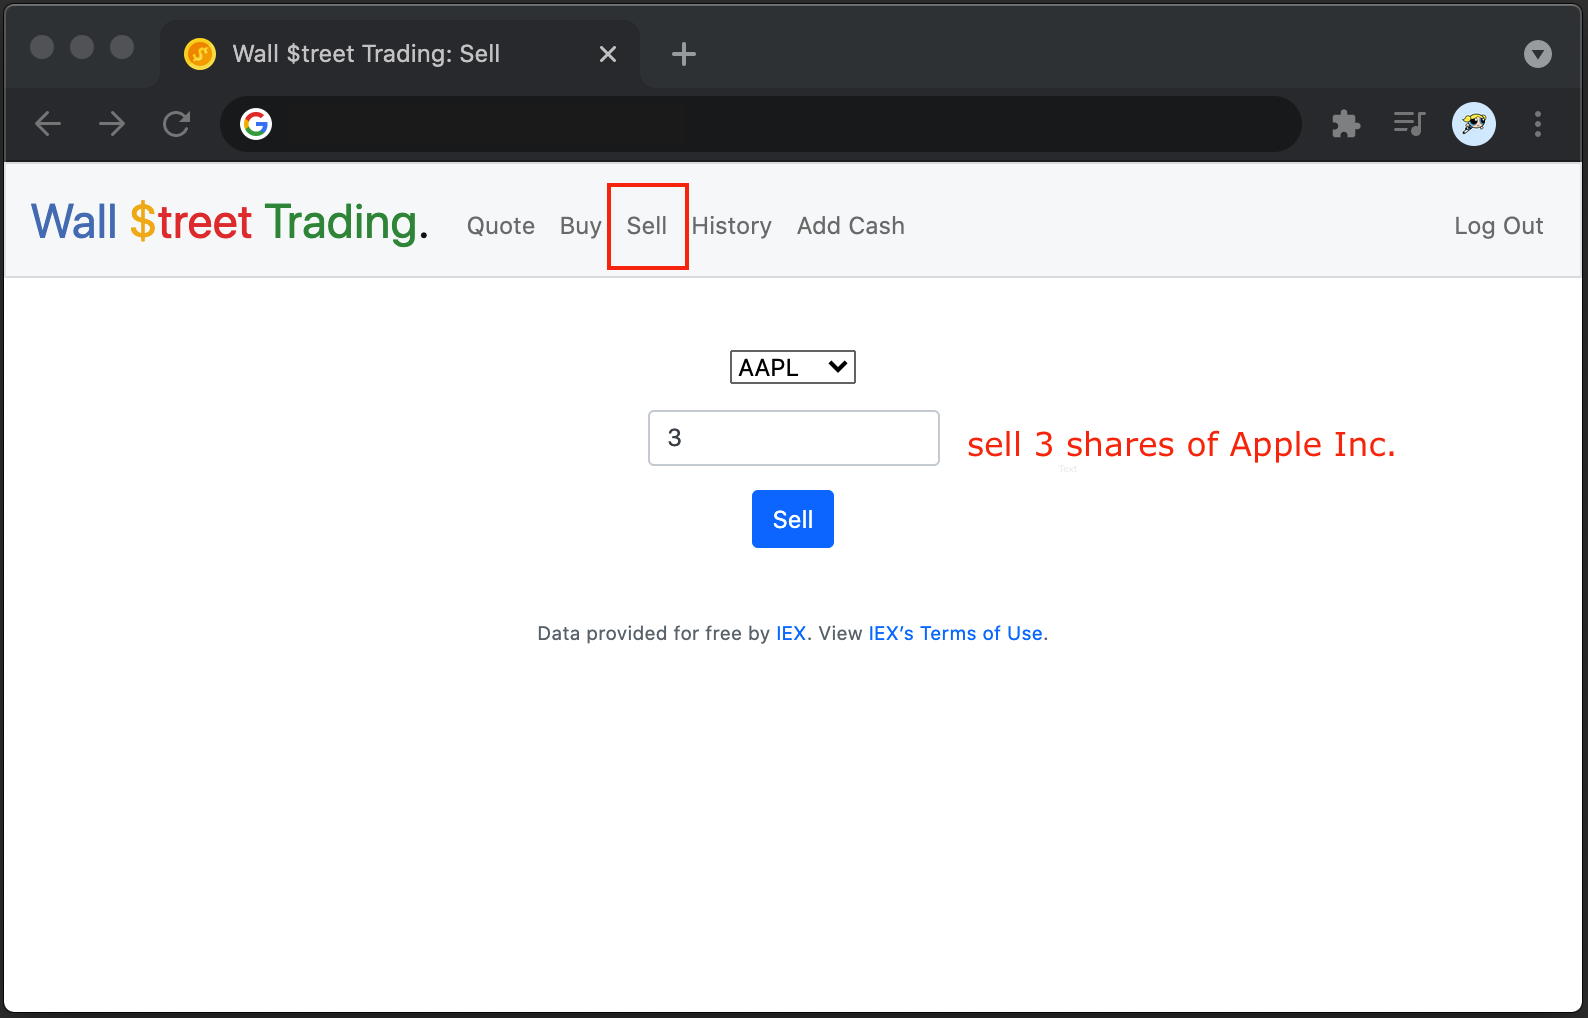 Wall $treet Trading: Sell
Wall $treet Trading. Quote Buy Sell History Add Cash Log Out
AAPL
3
sell 3 shares of Apple Inc.
Text
Sell
Data provided for free by IEX. View IEX’s Terms of Use.